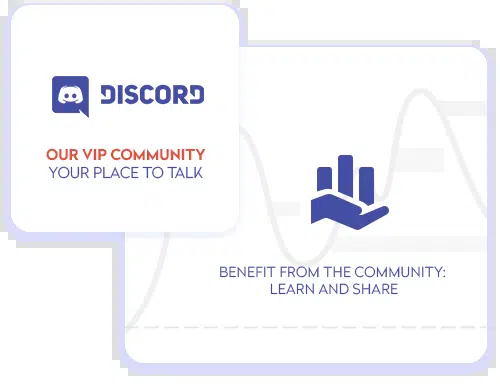 DISCORD
OUR VIP COMMUNITY
YOUR PLACE TO TALK
BENEFIT FROM THE COMMUNITY:
LEARN AND SHARE